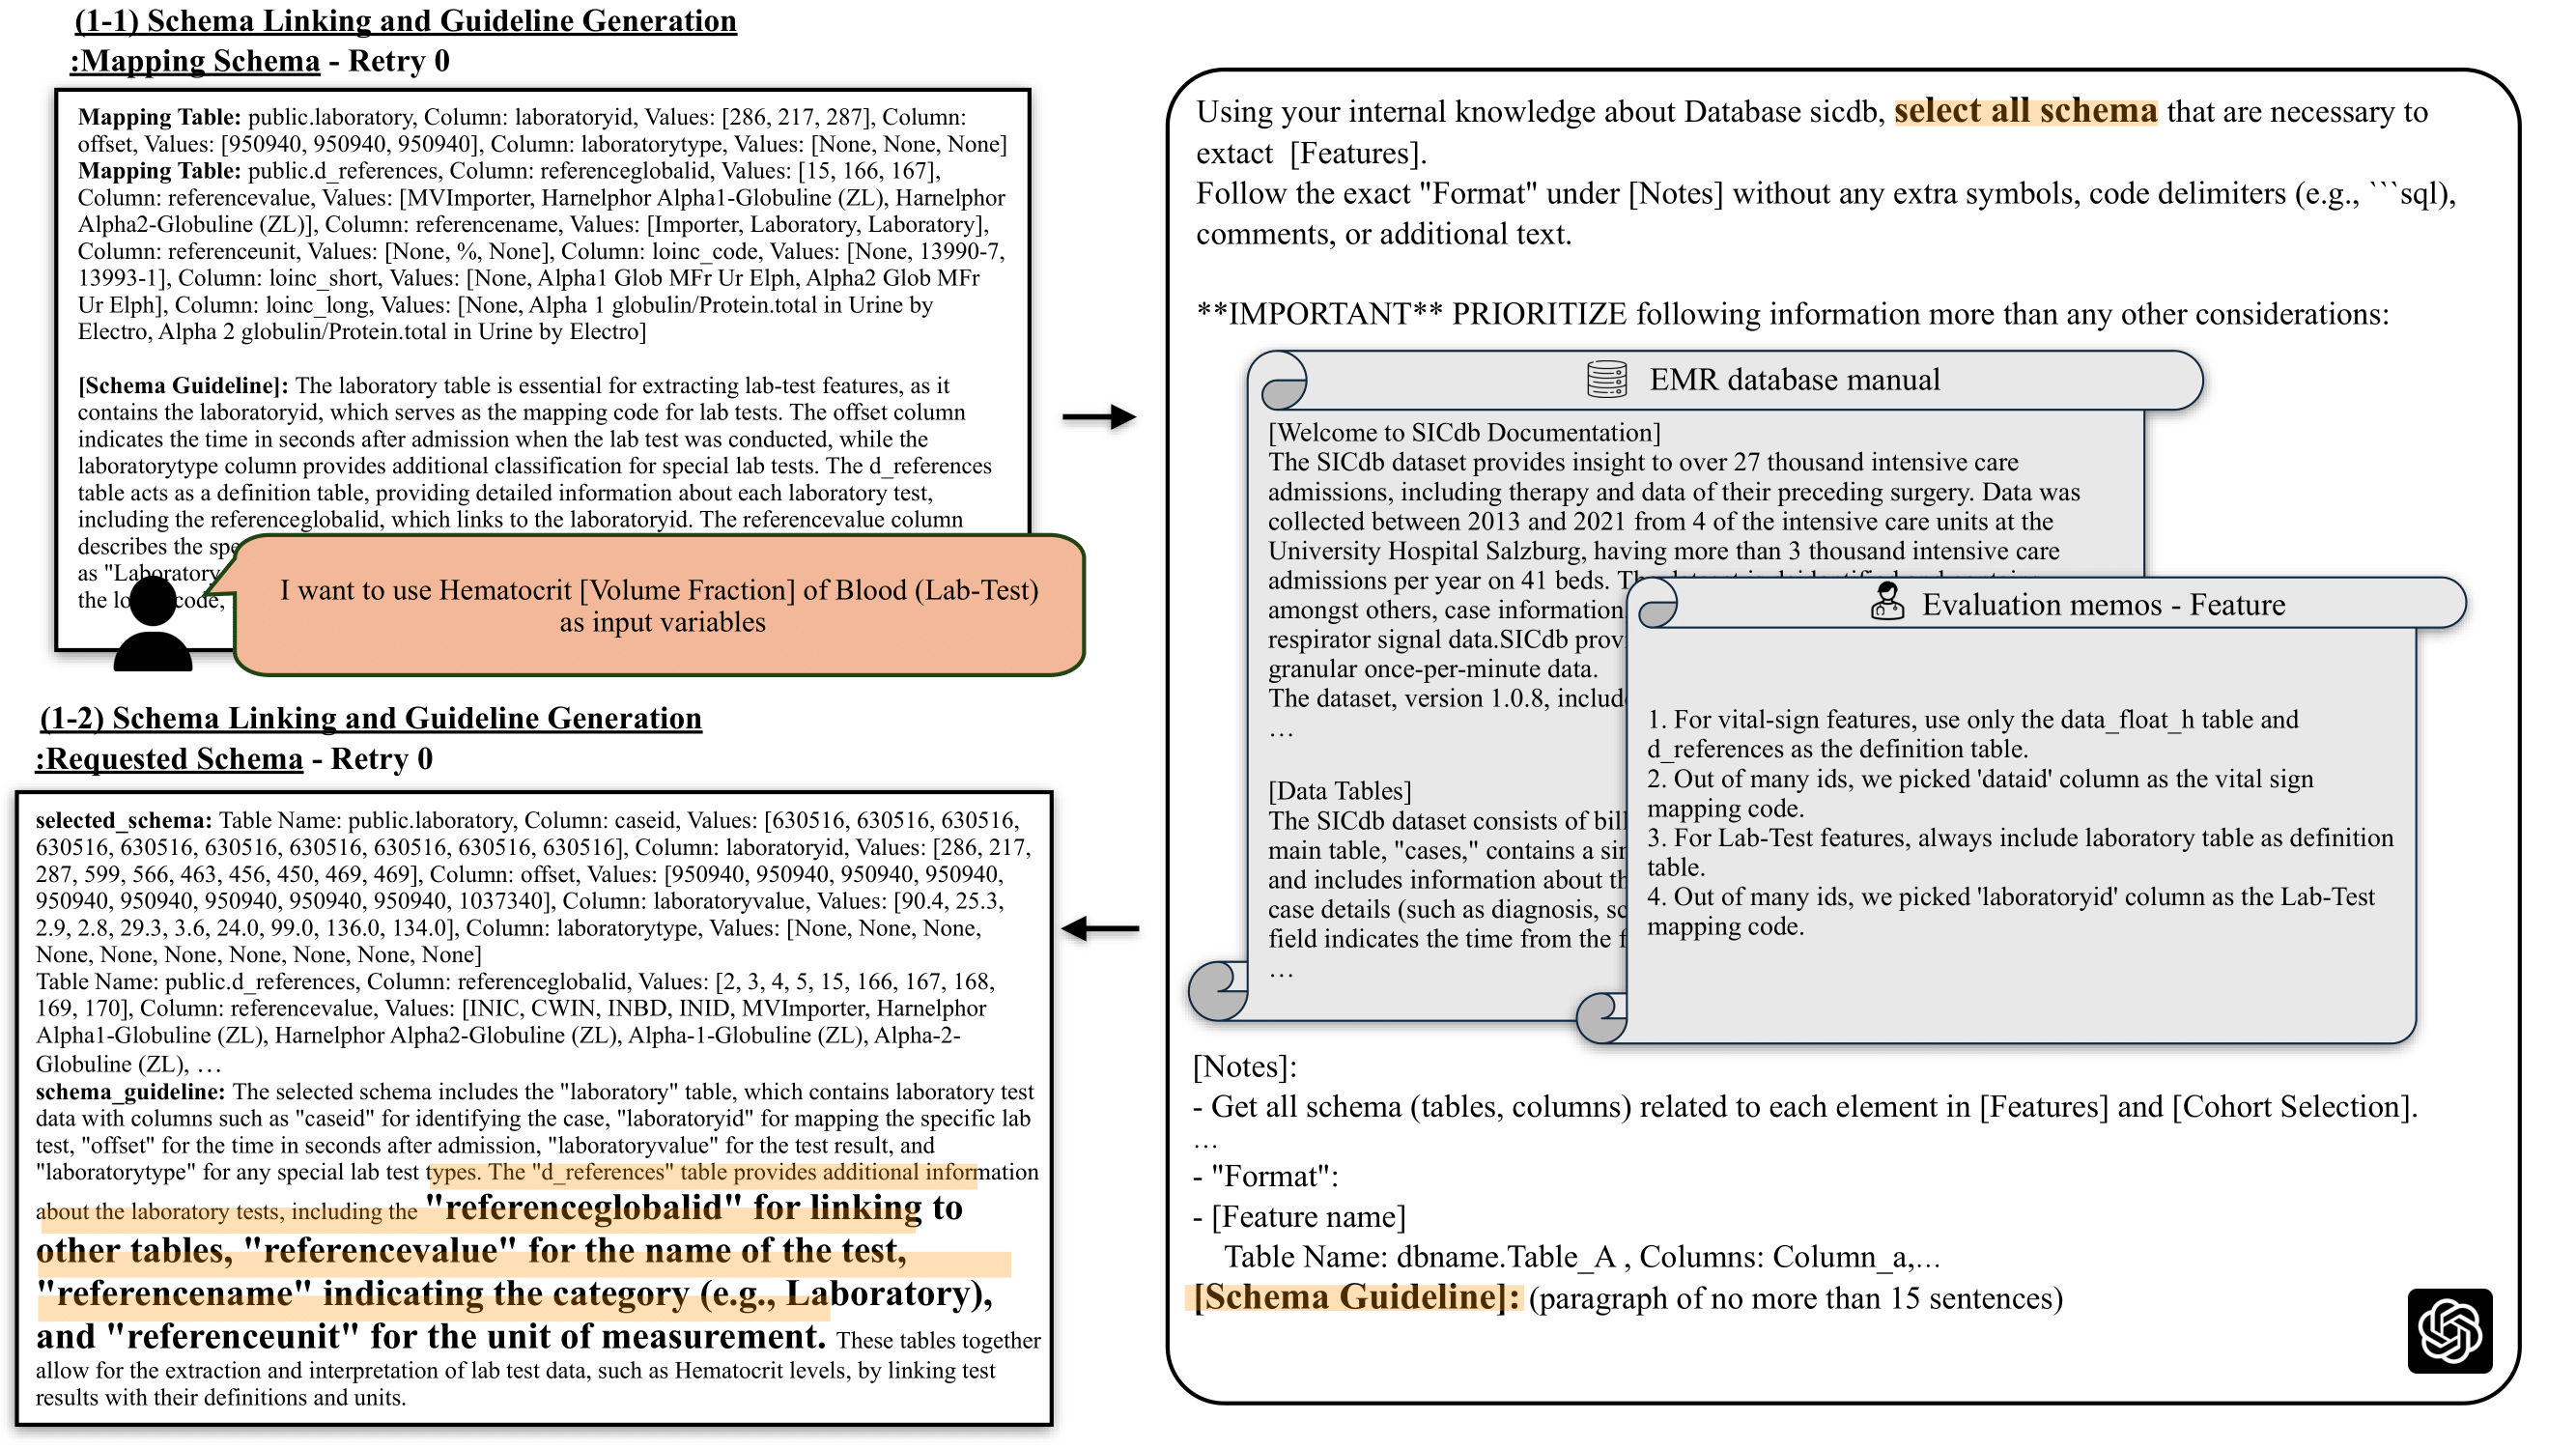 (1-1) Schema Linking and Guideline Generation
:Mapping Schema - Retry 0
Mapping Table: public.laboratory, Column: laboratoryid, Values: [286, 217, 287], Column:
offset, Values: [950940, 950940, 950940], Column: laboratorytype, Values: [None, None, None]
Mapping Table: public.d_references, Column: referenceglobalid, Values: [15, 166, 167],
Column: referencevalue, Values: [MVImporter, Harnelphor Alpha1-Globuline (ZL), Harnelphor
Alpha2-Globuline (ZL)], Column: referencename, Values: [Importer, Laboratory, Laboratory],
Column: referenceunit, Values: [None, %, None], Column: loinc_code, Values: [None, 13990-7,
13993-1], Column: loinc_short, Values: [None, Alpha1 Glob MFr Ur Elph, Alpha2 Glob MFr
Ur Elph], Column: loinc_long, Values: [None, Alpha 1 globulin/Protein.total in Urine by
Electro, Alpha 2 globulin/Protein.total in Urine by Electro]
[Schema Guideline]: The laboratory table is essential for extracting lab-test features, as it
contains the laboratoryid, which serves as the mapping code for lab tests. The offset column
indicates the time in seconds after admission when the lab test was conducted, while the
laboratorytype column provides additional classification for special lab tests. The d_references
table acts as a definition table, providing detailed information about each laboratory test,
including the referenceglobalid, which links to the laboratoryid. The referencevalue column
describes the spe
as "Laboratory
the lo code,
I want to use Hematocrit [Volume Fraction] of Blood (Lab-Test)
as input variables
Using your internal knowledge about Database sicdb, select all schema that are necessary to
extact [Features].
Follow the exact "Format" under [Notes] without any extra symbols, code delimiters (e.g., ```sql),
comments, or additional text.
**IMPORTANT** PRIORITIZE following information more than any other considerations:
EMR database manual
[Welcome to SICdb Documentation]
The SICdb dataset provides insight to over 27 thousand intensive care
admissions, including therapy and data of their preceding surgery. Data was
collected between 2013 and 2021 from 4 of the intensive care units at the
University Hospital Salzburg, having more than 3 thousand intensive care
admissions per year on 41 beds.
amongst others, case information
respirator signal data.SICdb prov
granular once-per-minute data.
The dataset, version 1.0.8, includ
…
[Data Tables]
The SICdb dataset consists of bil
main table, "cases," contains a sin
and includes information about th
case details (such as diagnosis, sc
field indicates the time from the f
…
Evaluation memos - Feature
1. For vital-sign features, use only the data_float_h table and
d_references as the definition table.
2. Out of many ids, we picked 'dataid' column as the vital sign
mapping code.
3. For Lab-Test features, always include laboratory table as definition
table.
4. Out of many ids, we picked 'laboratoryid' column as the Lab-Test
mapping code.
[Notes]:
- Get all schema (tables, columns) related to each element in [Features] and [Cohort Selection].
…
- "Format":
- [Feature name]
Table Name: dbname.Table_A , Columns: Column_a,…
[Schema Guideline]: (paragraph of no more than 15 sentences)
(1-2) Schema Linking and Guideline Generation
:Requested Schema - Retry 0
selected_schema: Table Name: public.laboratory, Column: caseid, Values: [630516, 630516, 630516,
630516, 630516, 630516, 630516, 630516, 630516, 630516], Column: laboratoryid, Values: [286, 217,
287, 599, 566, 463, 456, 450, 469, 469], Column: offset, Values: [950940, 950940, 950940, 950940,
950940, 950940, 950940, 950940, 950940, 1037340], Column: laboratoryvalue, Values: [90.4, 25.3,
2.9, 2.8, 29.3, 3.6, 24.0, 99.0, 136.0, 134.0], Column: laboratorytype, Values: [None, None, None,
None, None, None, None, None, None, None]
Table Name: public.d_references, Column: referenceglobalid, Values: [2, 3, 4, 5, 15, 166, 167, 168,
169, 170], Column: referencevalue, Values: [INIC, CWIN, INBD, INID, MVImporter, Harnelphor
Alpha1-Globuline (ZL), Harnelphor Alpha2-Globuline (ZL), Alpha-1-Globuline (ZL), Alpha-2-
Globuline (ZL), …
schema_guideline: The selected schema includes the "laboratory" table, which contains laboratory test
data with columns such as "caseid" for identifying the case, "laboratoryid" for mapping the specific lab
test, "offset" for the time in seconds after admission, "laboratoryvalue" for the test result, and
"laboratorytype" for any special lab test types. The "d_references" table provides additional information
about the laboratory tests, including the "referenceglobalid" for linking to
other tables, "referencevalue" for the name of the test,
"referencename" indicating the category (e.g., Laboratory),
and "referenceunit" for the unit of measurement. These tables together
allow for the extraction and interpretation of lab test data, such as Hematocrit levels, by linking test
results with their definitions and units.